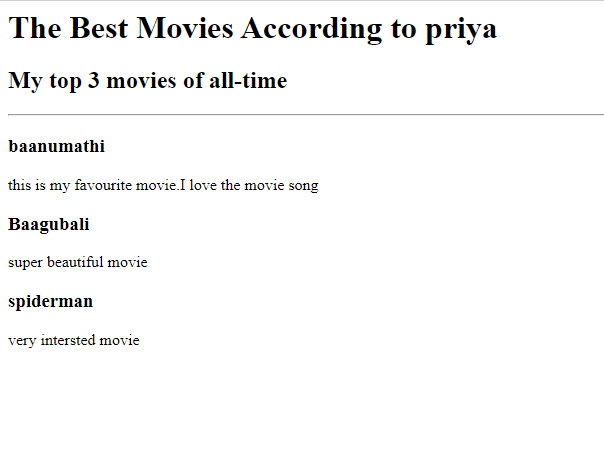 The Best Movies According to priya
My top 3 movies of all-time
baanumathi
this is my favourite movie.I love the movie song
Baagubali
super beautiful movie
spiderman
very intersted movie